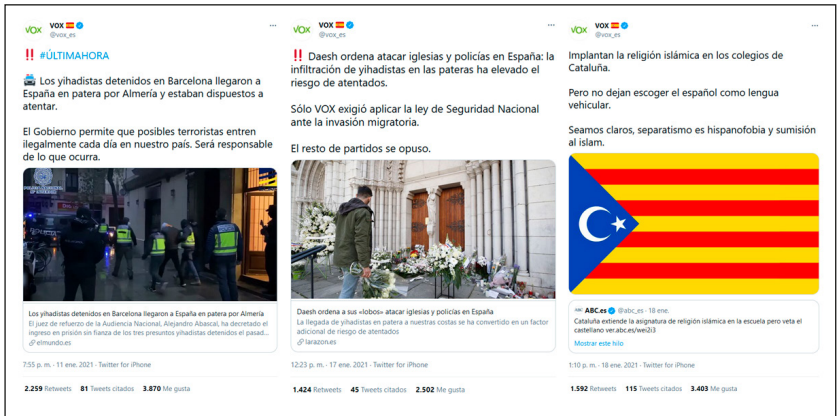 VOX
VOX
@vox_es
‼ #ÚLTIMAHORA
🚔 Los yihadistas detenidos en Barcelona llegaron a
España en patera por Almería y estaban dispuestos a
atentar.
El Gobierno permite que posibles terroristas entren
ilegalmente cada día en nuestro país. Será responsable
de lo que ocurra.
POLICIA
Los yihadistas detenidos en Barcelona llegaron a España en patera por Almería
El juez de refuerzo de la Audiencia Nacional, Alejandro Abascal, ha decretado el
ingreso en prisión sin fianza de los tres presuntos yihadistas detenidos el pasad...
elmundo.es
7:55 p. m. · 11 ene. 2021 · Twitter for iPhone
2.259 Retweets 81 Tweets citados 3.870 Me gusta
VOX
VOX
@vox_es
‼ Daesh ordena atacar iglesias y policías en España: la
infiltración de yihadistas en las pateras ha elevado el
riesgo de atentados.
Sólo VOX exigió aplicar la ley de Seguridad Nacional
ante la invasión migratoria.
El resto de partidos se opuso.
Daesh ordena a sus «lobos» atacar iglesias y policías en España
La llegada de yihadistas en patera a nuestras costas se ha convertido en un factor
adicional de riesgo de atentados
larazon.es
12:23 p. m. · 17 ene. 2021 · Twitter for iPhone
1.424 Retweets 45 Tweets citados 2.502 Me gusta
VOX
VOX
@vox_es
Implantan la religión islámica en los colegios de
Cataluña.
Pero no dejan escoger el español como lengua
vehicular.
Seamos claros, separatismo es hispanofobia y sumisión
al islam.
ABC ABC.es @abc_es · 18 ene.
Cataluña extiende la asignatura de religión islámica en la escuela pero veta el
castellano ver.abc.es/wei2i3
Mostrar este hilo
1:10 p. m. · 18 ene. 2021 · Twitter for iPhone
1.592 Retweets 115 Tweets citados 3.403 Me gusta